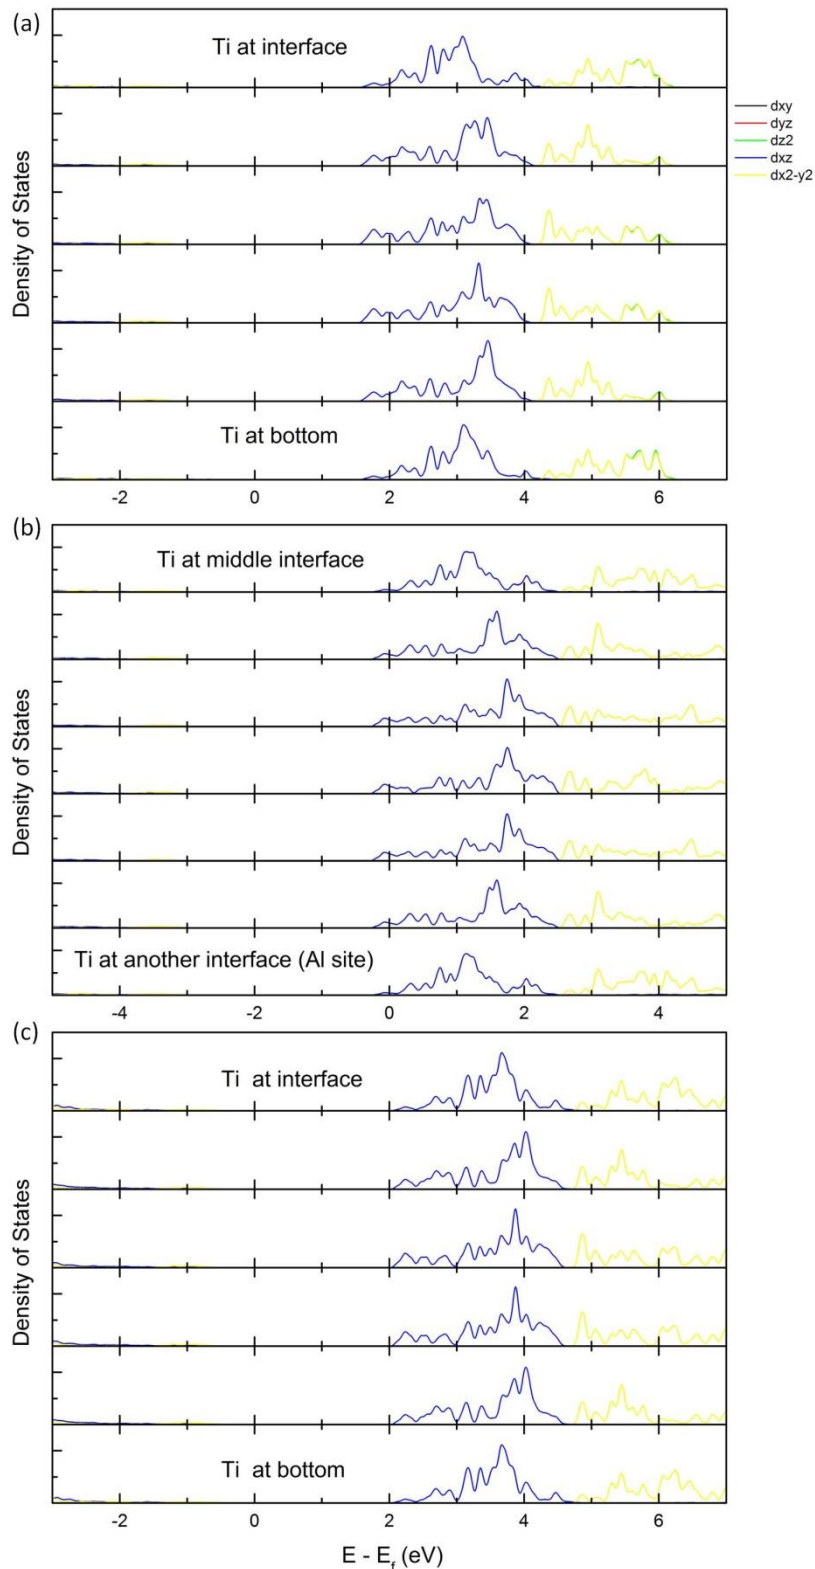 (a)
Ti at interface
dxy
dyz
dz2
dxz
dx2-y2
Density of States
Ti at bottom
-2 0 2 4 6
(b)
Ti at middle interface
Density of States
Ti at another interface (Al site)
-4 -2 0 2 4
(c)
Ti at interface
Density of States
Ti at bottom
-2 0 2 4 6
E - E_f (eV)